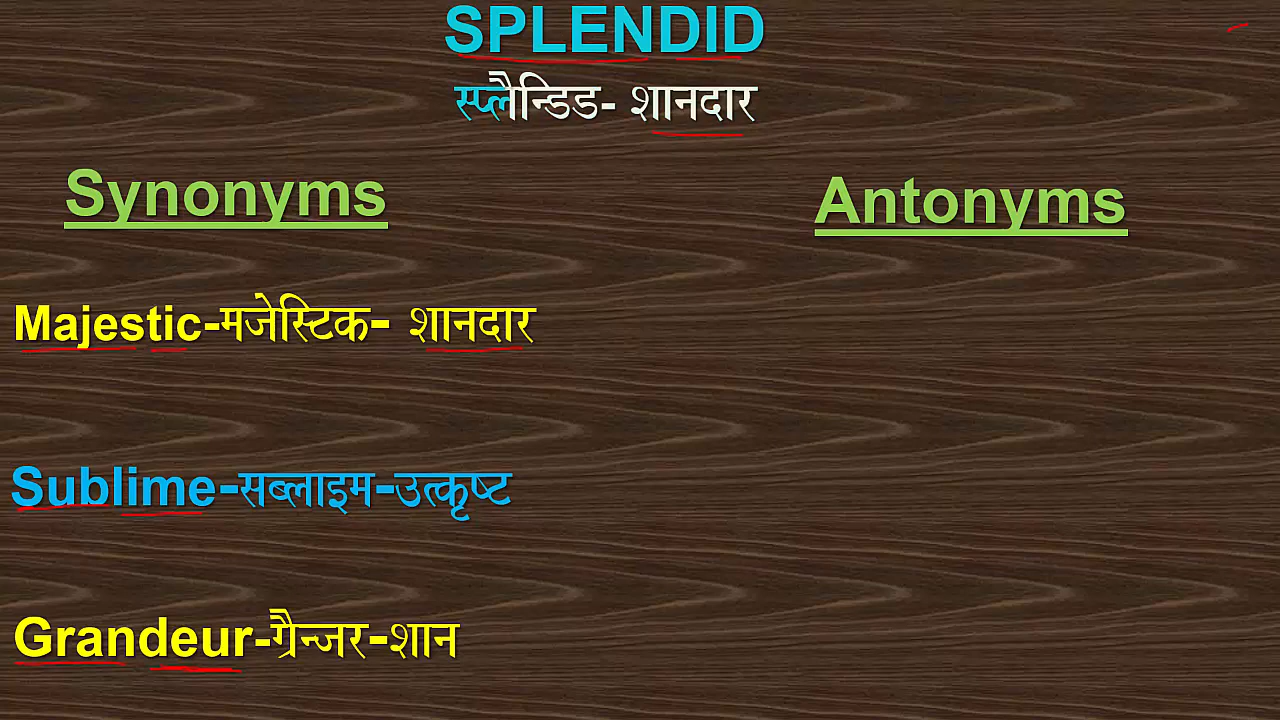 SPLENDID
स्प्लैन्डिड- शानदार
Synonyms
Antonyms
Majestic-मजेस्टिक- शानदार
Sublime-सब्लाइम-उत्कृष्ट
Grandeur-ग्रैन्जर-शान